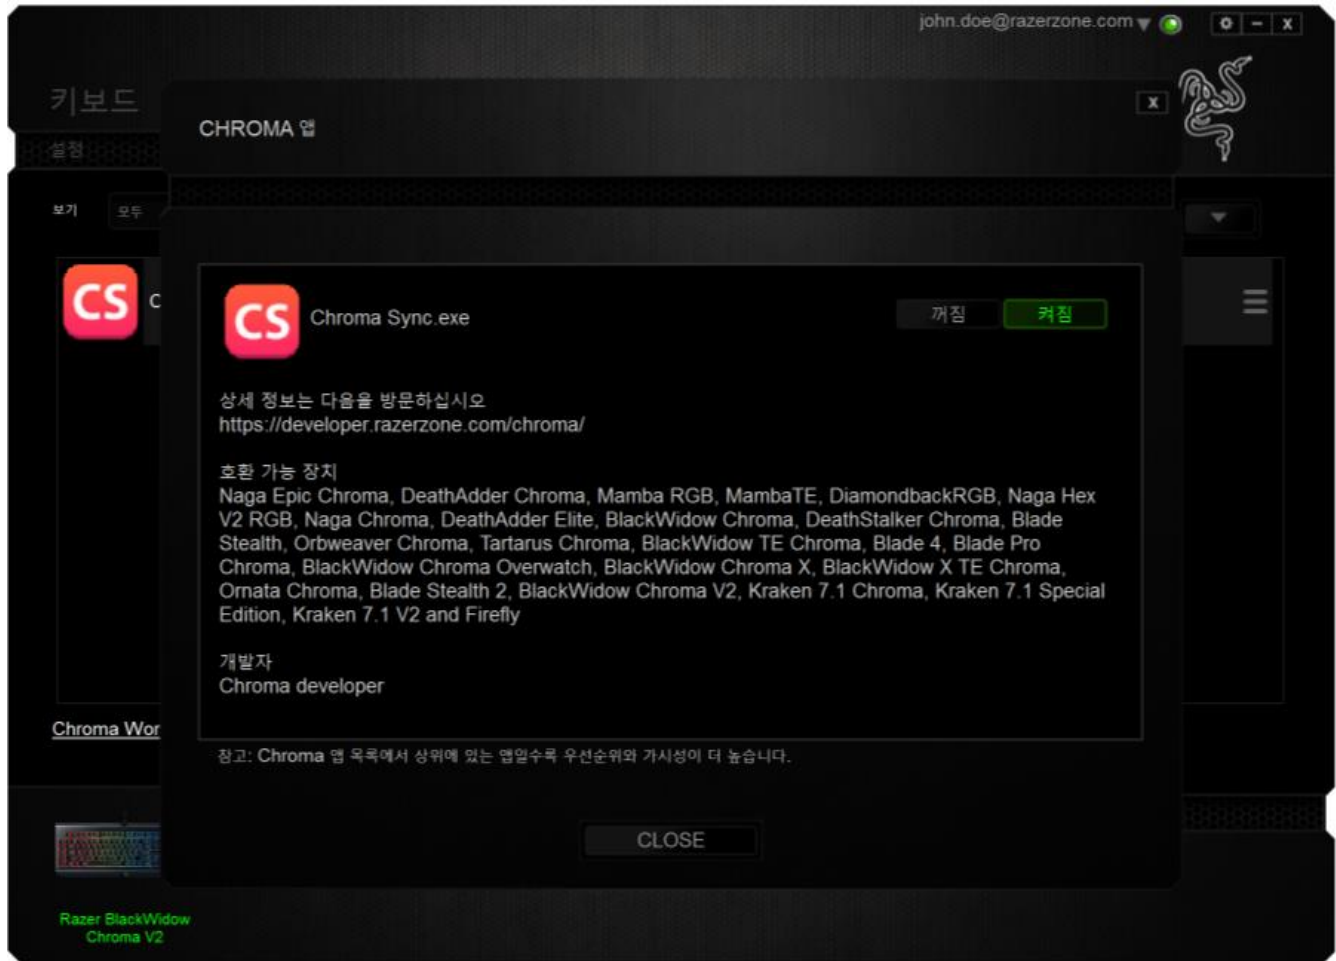 john.doe@razerzone.com
키보드
CHROMA 앱
설정
보기
모두
CS
CS
Chroma Sync.exe
꺼짐
켜짐
상세 정보는 다음을 방문하십시오
https://developer.razerzone.com/chroma/
호환 가능 장치
Naga Epic Chroma, DeathAdder Chroma, Mamba RGB, MambaTE, DiamondbackRGB, Naga Hex
V2 RGB, Naga Chroma, DeathAdder Elite, BlackWidow Chroma, DeathStalker Chroma, Blade
Stealth, Orbweaver Chroma, Tartarus Chroma, BlackWidow TE Chroma, Blade 4, Blade Pro
Chroma, BlackWidow Chroma Overwatch, BlackWidow Chroma X, BlackWidow X TE Chroma,
Ornata Chroma, Blade Stealth 2, BlackWidow Chroma V2, Kraken 7.1 Chroma, Kraken 7.1 Special
Edition, Kraken 7.1 V2 and Firefly
개발자
Chroma developer
Chroma Wor
참고: Chroma 앱 목록에서 상위에 있는 앱일수록 우선순위와 가시성이 더 높습니다.
CLOSE
Razer BlackWidow
Chroma V2